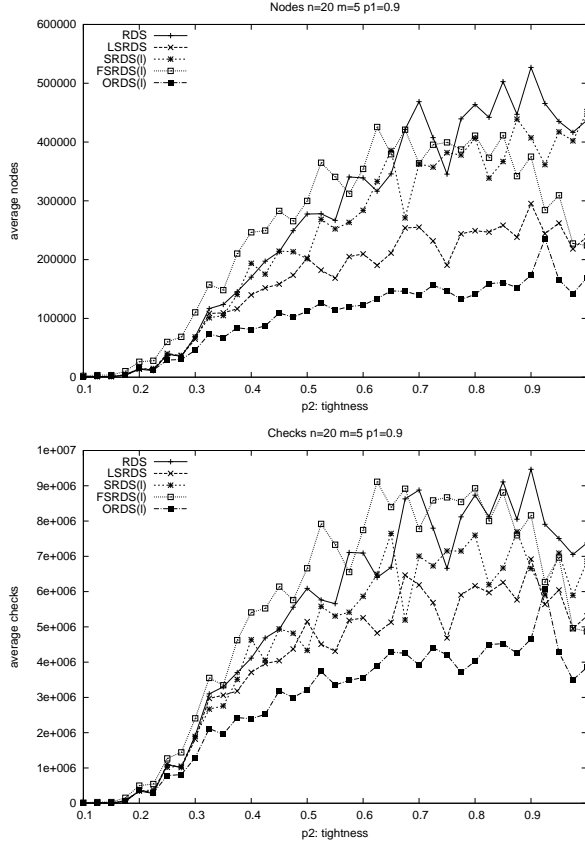 Nodes n=20 m=5 p1=0.9
600000
500000
400000
300000
200000
100000
0
average nodes
RDS
LSRDS
SRDS(I)
FSRDS(I)
ORDS(I)
0.1 0.2 0.3 0.4 0.5 0.6 0.7 0.8 0.9
p2: tightness
Checks n=20 m=5 p1=0.9
1e+007
9e+006
8e+006
7e+006
6e+006
5e+006
4e+006
3e+006
2e+006
1e+006
0
average checks
RDS
LSRDS
SRDS(I)
FSRDS(I)
ORDS(I)
0.1 0.2 0.3 0.4 0.5 0.6 0.7 0.8 0.9
p2: tightness